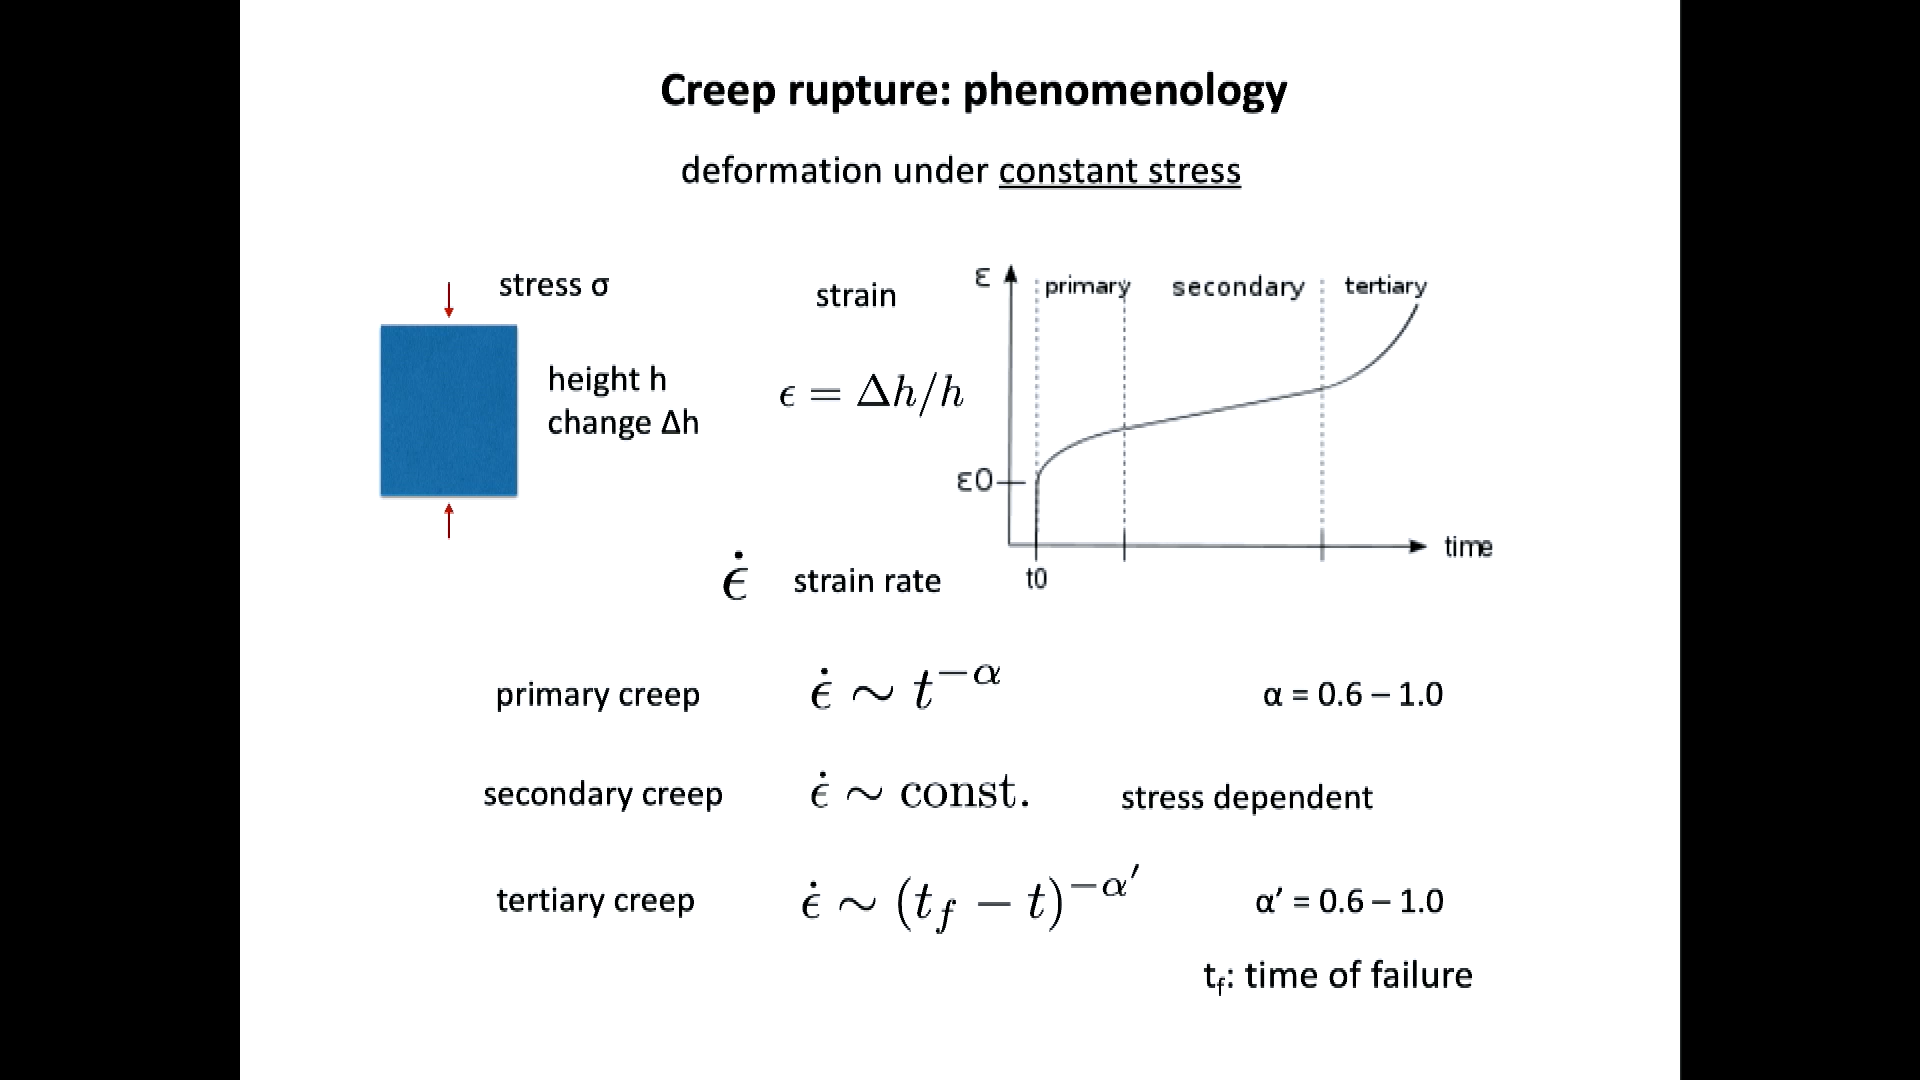 Creep rupture: phenomenology
deformation under constant stress
stress σ
height h
change Δh
strain
ϵ = Δh/h
ε
primary
secondary
tertiary
ε0
time
t0
ϵ̇ strain rate
primary creep ϵ̇ ∼ t^{−α} α = 0.6 – 1.0
secondary creep ϵ̇ ∼ const. stress dependent
tertiary creep ϵ̇ ∼ (t_f − t)^{−α′} α′ = 0.6 – 1.0
t_f: time of failure